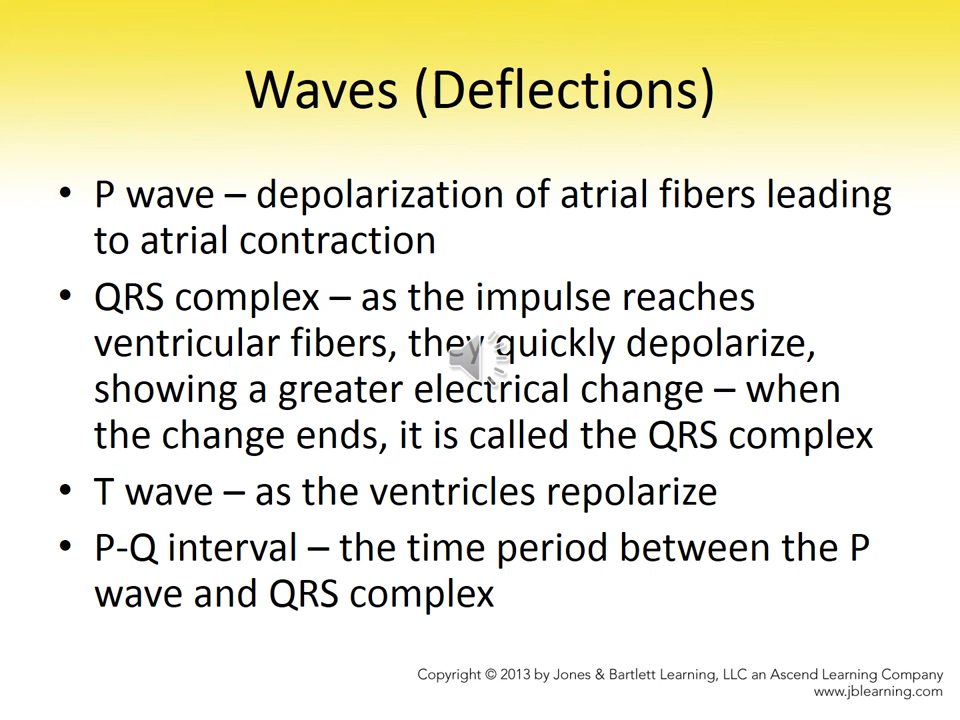 Waves (Deflections)
• P wave – depolarization of atrial fibers leading
to atrial contraction
• QRS complex – as the impulse reaches
ventricular fibers, they quickly depolarize,
showing a greater electrical change – when
the change ends, it is called the QRS complex
• T wave – as the ventricles repolarize
• P-Q interval – the time period between the P
wave and QRS complex
Copyright © 2013 by Jones & Bartlett Learning, LLC an Ascend Learning Company
www.jblearning.com